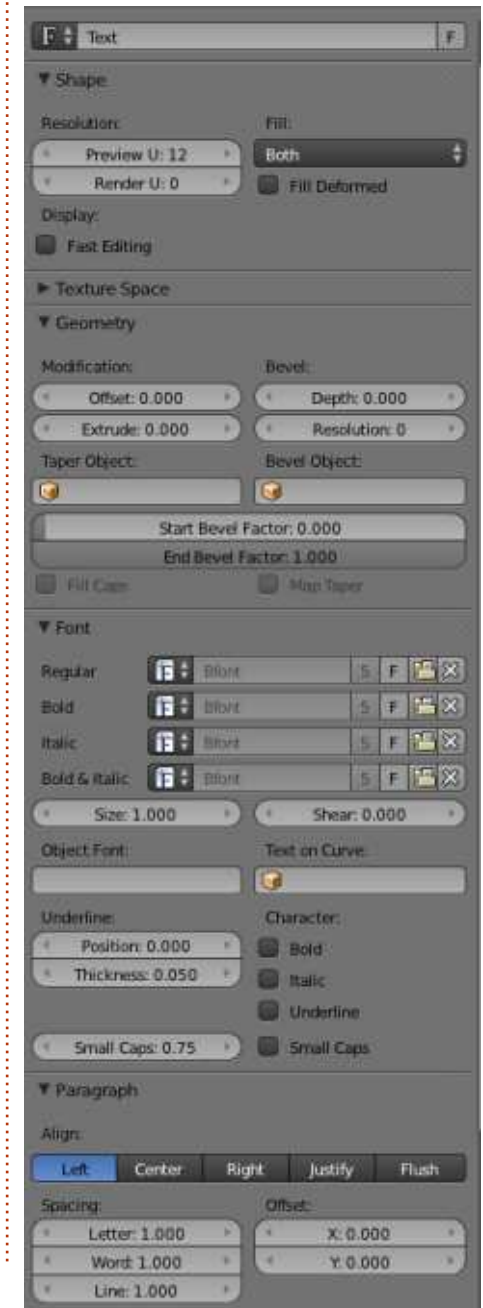 F Text F
Shape
Resolution: Fill:
Preview U: 12 Both
Render U: 0 Fill Deformed
Display:
Fast Editing
Texture Space
Geometry
Modification: Bevel:
Offset: 0.000 Depth: 0.000
Extrude: 0.000 Resolution: 0
Taper Object: Bevel Object:
Start Bevel Factor: 0.000
End Bevel Factor: 1.000
Fill Caps Map Taper
Font
Regular F Bfont 5 F
Bold F Bfont 5 F
Italic F Bfont 5 F
Bold & Italic F Bfont 5 F
Size: 1.000 Shear: 0.000
Object Font: Text on Curve:
Underline: Character:
Position: 0.000 Bold
Thickness: 0.050 Italic
Underline
Small Caps: 0.75 Small Caps
Paragraph
Align:
Left Center Right Justify Flush
Spacing: Offset:
Letter: 1.000 X: 0.000
Word: 1.000 Y: 0.000
Line: 1.000